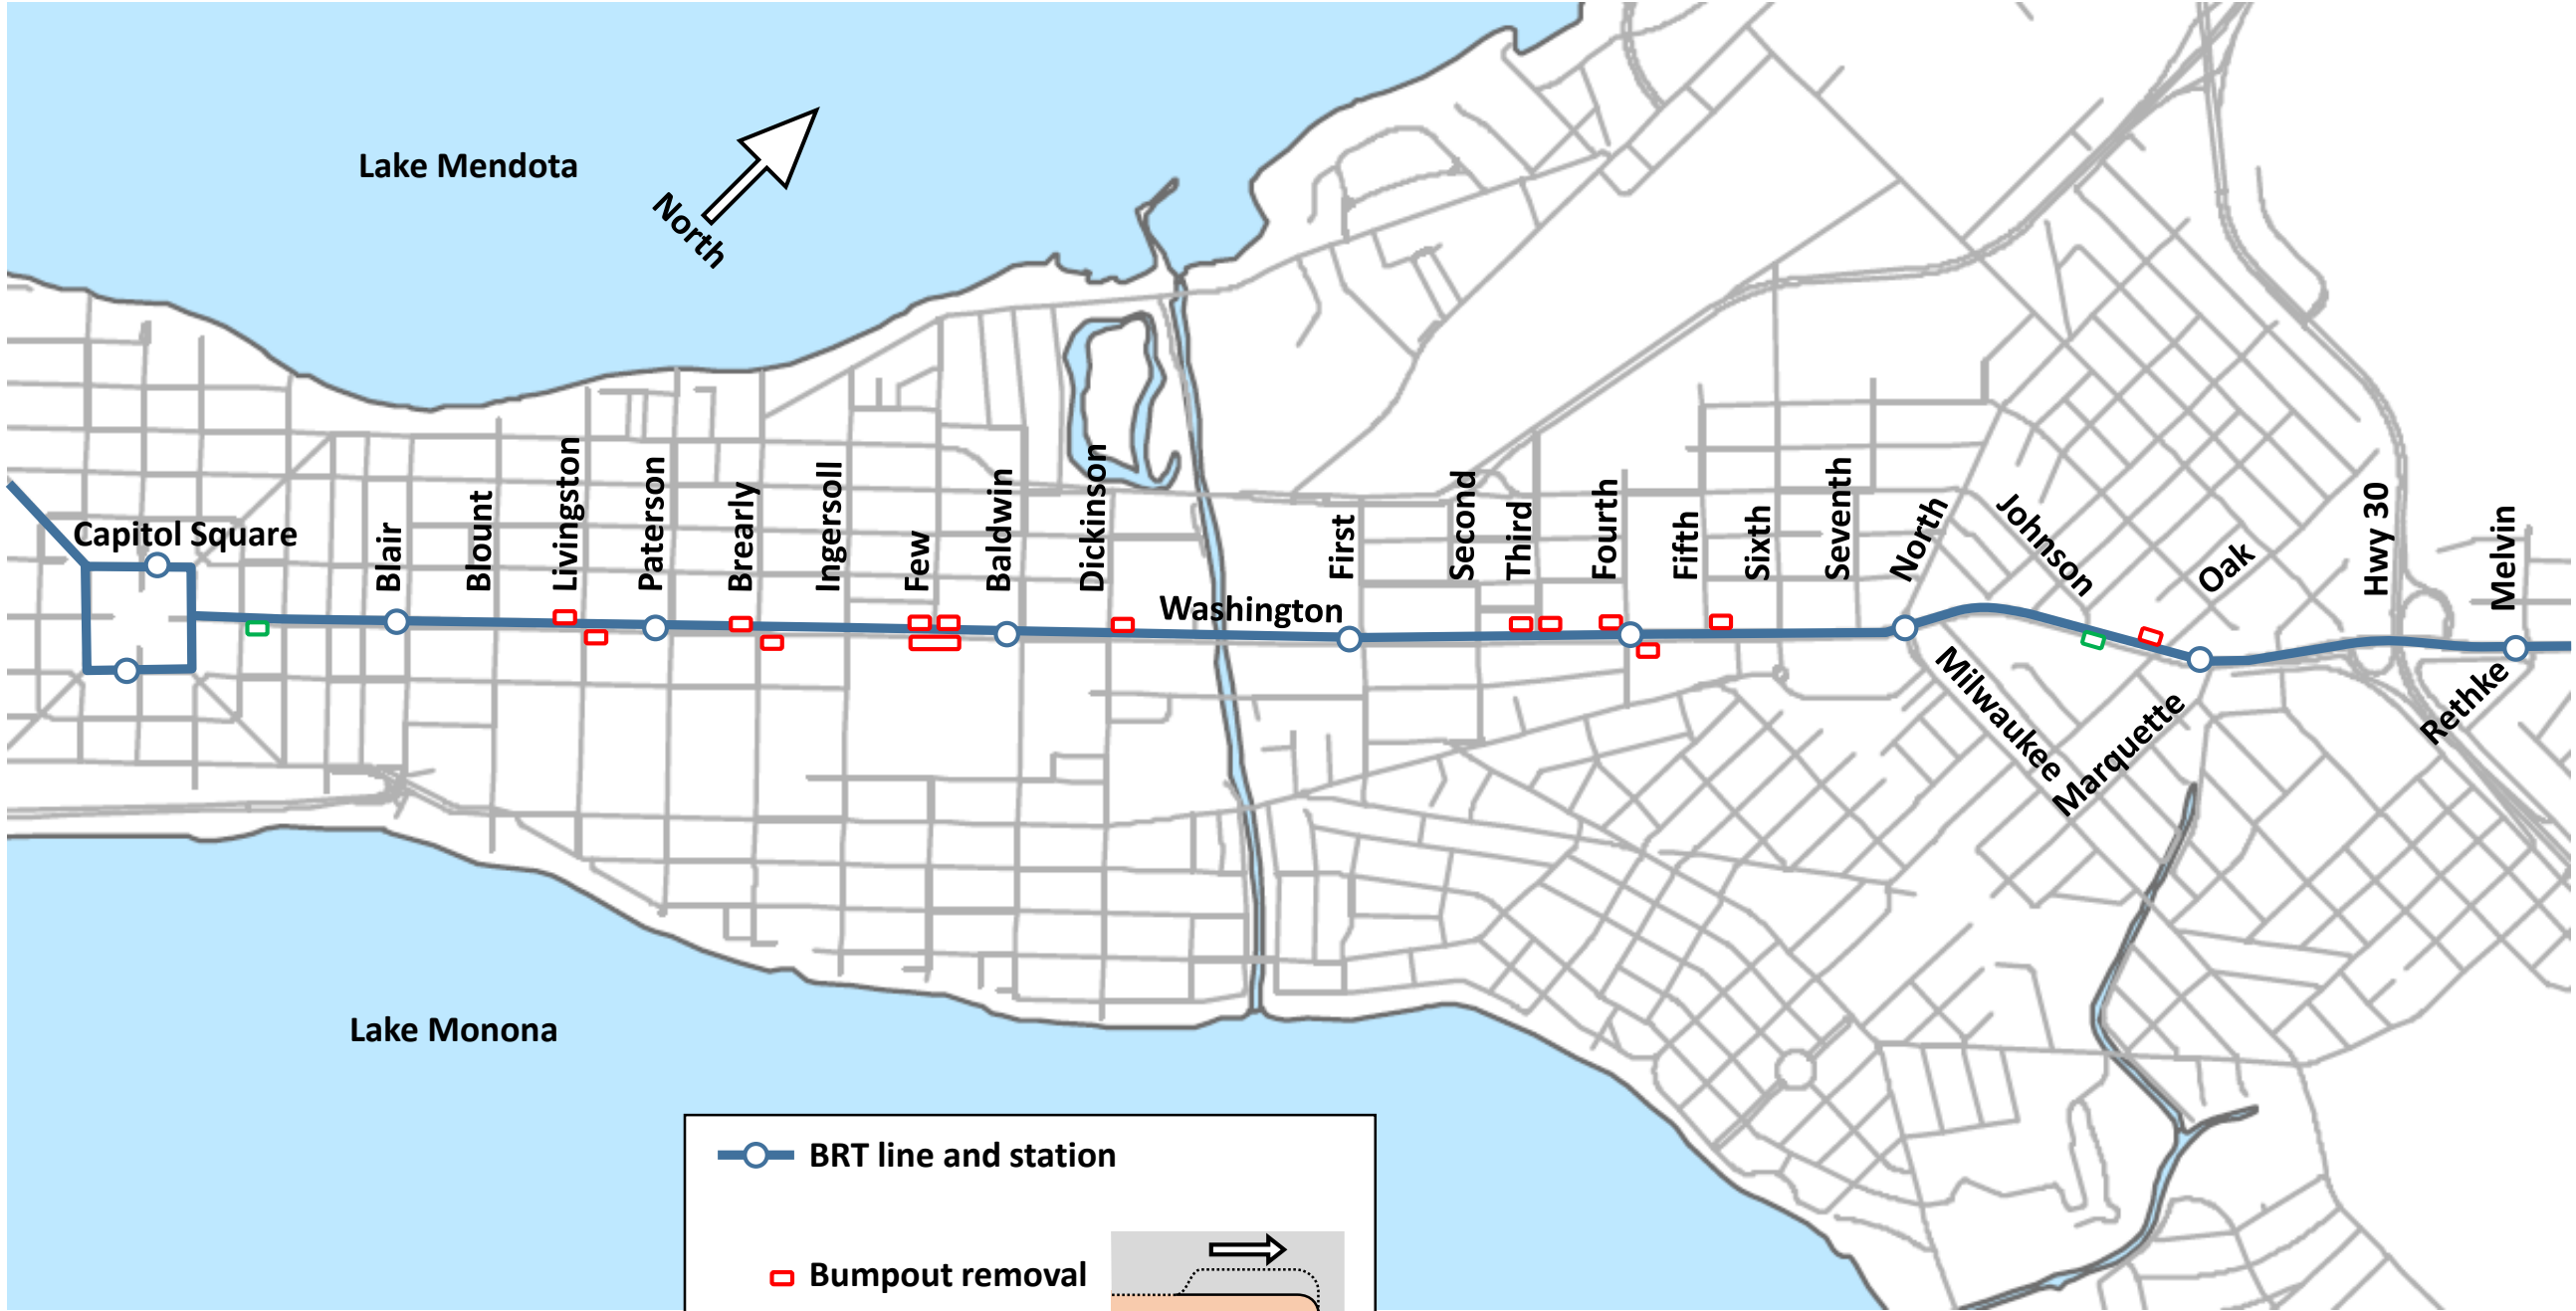 Lake Mendota
North
Capitol Square
Blair
Blount
Livingston
Paterson
Brearly
Ingersoll
Few
Baldwin
Dickinson
Washington
First
Second
Third
Fourth
Fifth
Sixth
Seventh
North
Johnson
Oak
Hwy 30
Melvin
Milwaukee
Marquette
Rethke
Lake Monona
BRT line and station
Bumpout removal